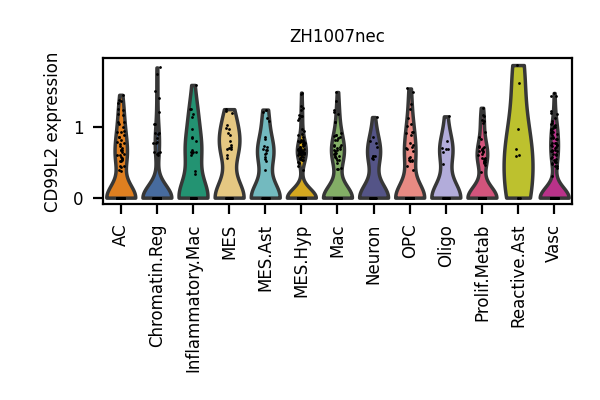 ZH1007nec
CD99L2 expression
1
0
AC
Chromatin.Reg
Inflammatory.Mac
MES
MES.Ast
MES.Hyp
Mac
Neuron
OPC
Oligo
Prolif.Metab
Reactive.Ast
Vasc